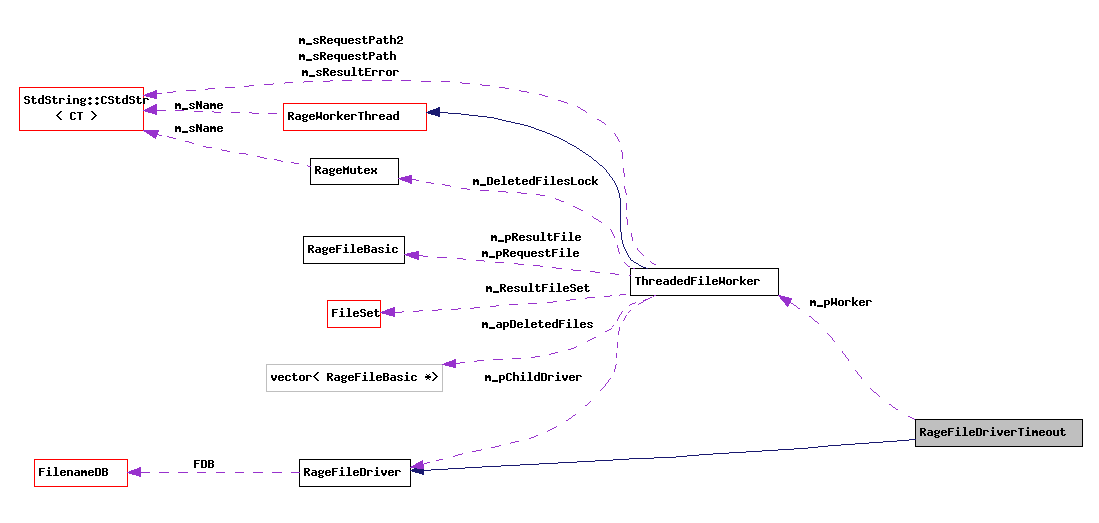 m_sRequestPath2
m_sRequestPath
m_sResultError
StdString::CStdStr
< CT >
m_sName
RageWorkerThread
m_sName
RageMutex
m_DeletedFilesLock
m_pResultFile
RageFileBasic
m_pRequestFile
ThreadedFileWorker
m_ResultFileSet
m_pWorker
FileSet
m_apDeletedFiles
vector< RageFileBasic *>
m_pChildDriver
RageFileDriverTimeout
FDB
FilenameDB
RageFileDriver